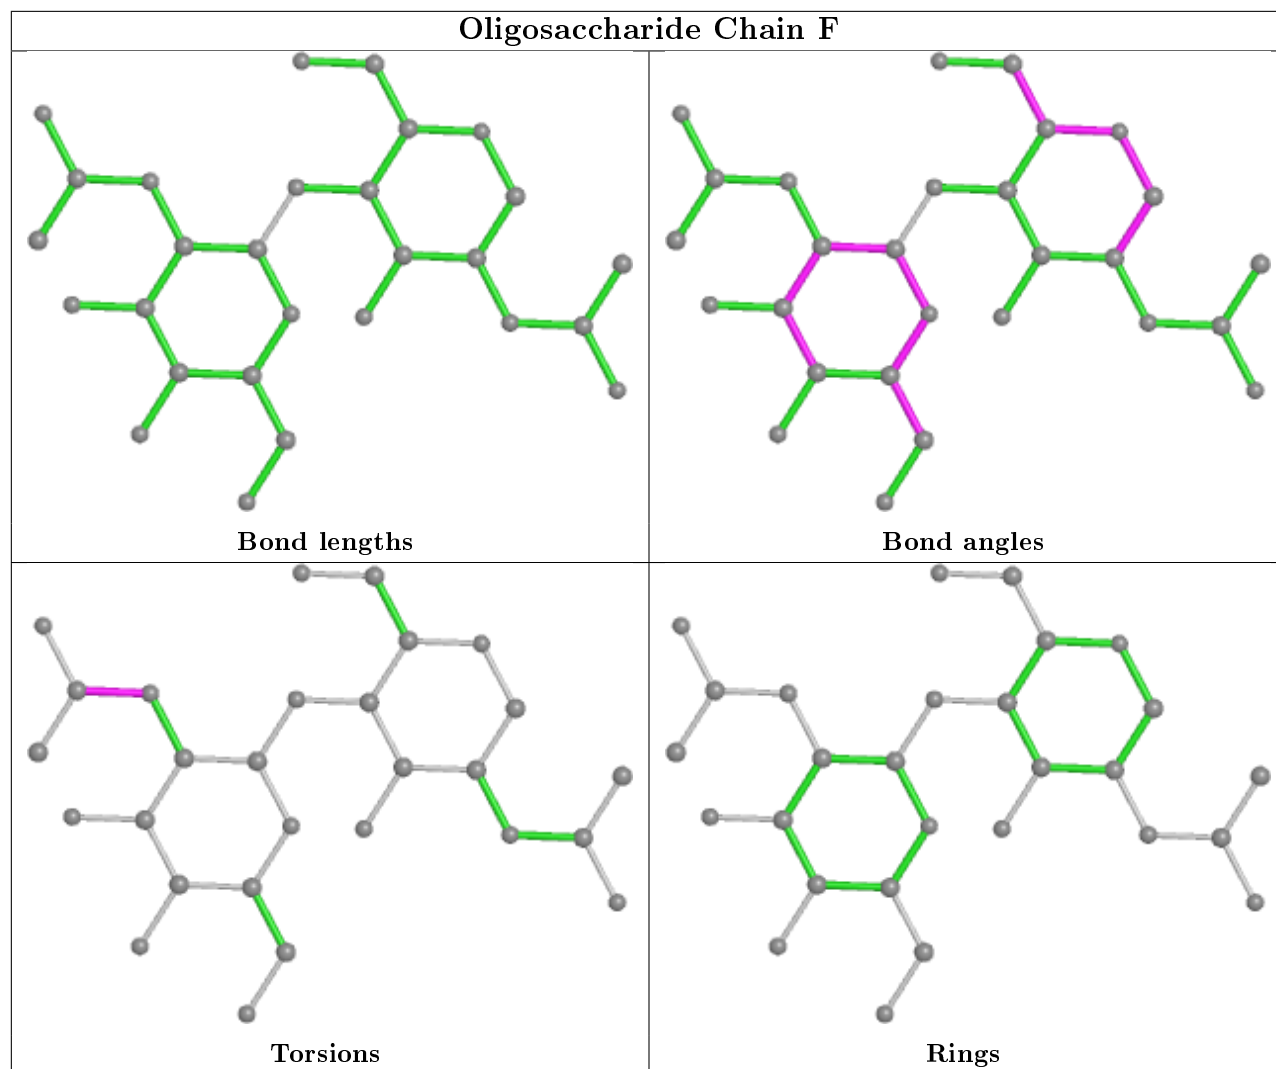 Oligosaccharide Chain F
Bond lengths
Bond angles
Torsions
Rings